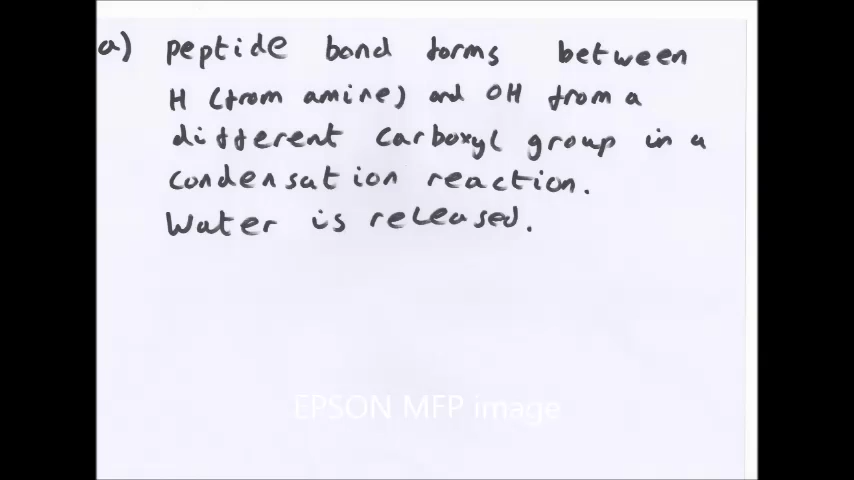 a) peptide bond forms between
H (from amine) and OH from a
different carboxyl group in a
condensation reaction.
Water is released.
EPSON MFP image